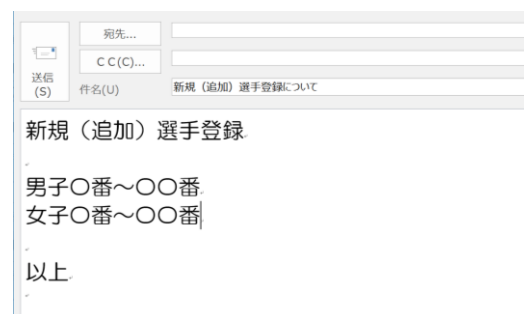 宛先...
C C (C)...
送信
(S)
件名(U)
新規（追加）選手登録について
新規（追加）選手登録
男子〇番～〇〇番
女子〇番～〇〇番
以上